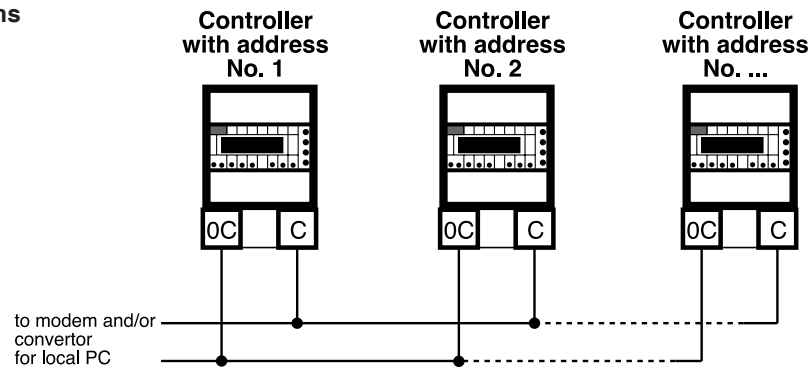 Controller
with address
No. 1
Controller
with address
No. 2
Controller
with address
No. ...
0C C
0C C
0C C
to modem and/or
convertor
for local PC